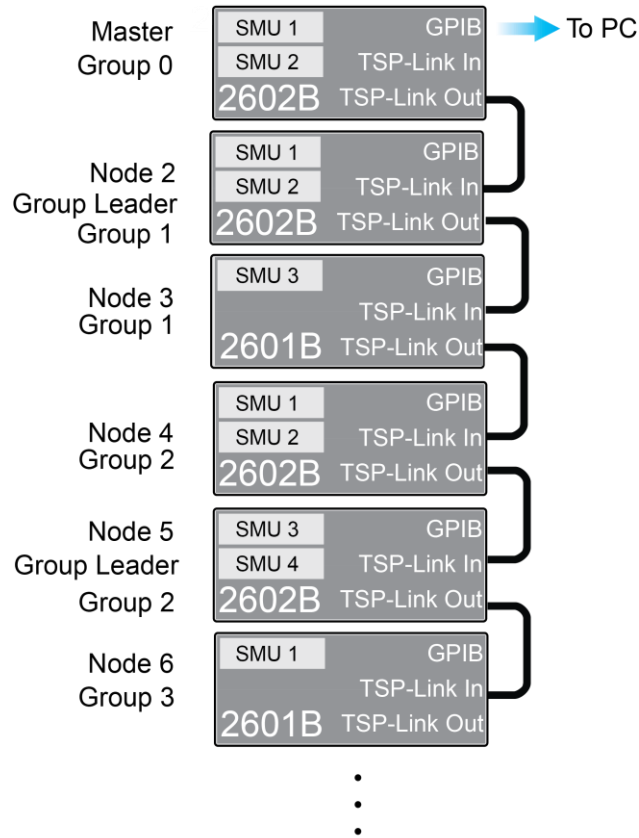 Master
Group 0
SMU 1
GPIB
To PC
SMU 2
TSP-Link In
2602B
TSP-Link Out
Node 2
Group Leader
Group 1
SMU 1
GPIB
SMU 2
TSP-Link In
2602B
TSP-Link Out
Node 3
Group 1
SMU 3
GPIB
TSP-Link In
2601B
TSP-Link Out
Node 4
Group 2
SMU 1
GPIB
SMU 2
TSP-Link In
2602B
TSP-Link Out
Node 5
Group Leader
Group 2
SMU 3
GPIB
SMU 4
TSP-Link In
2602B
TSP-Link Out
Node 6
Group 3
SMU 1
GPIB
TSP-Link In
2601B
TSP-Link Out